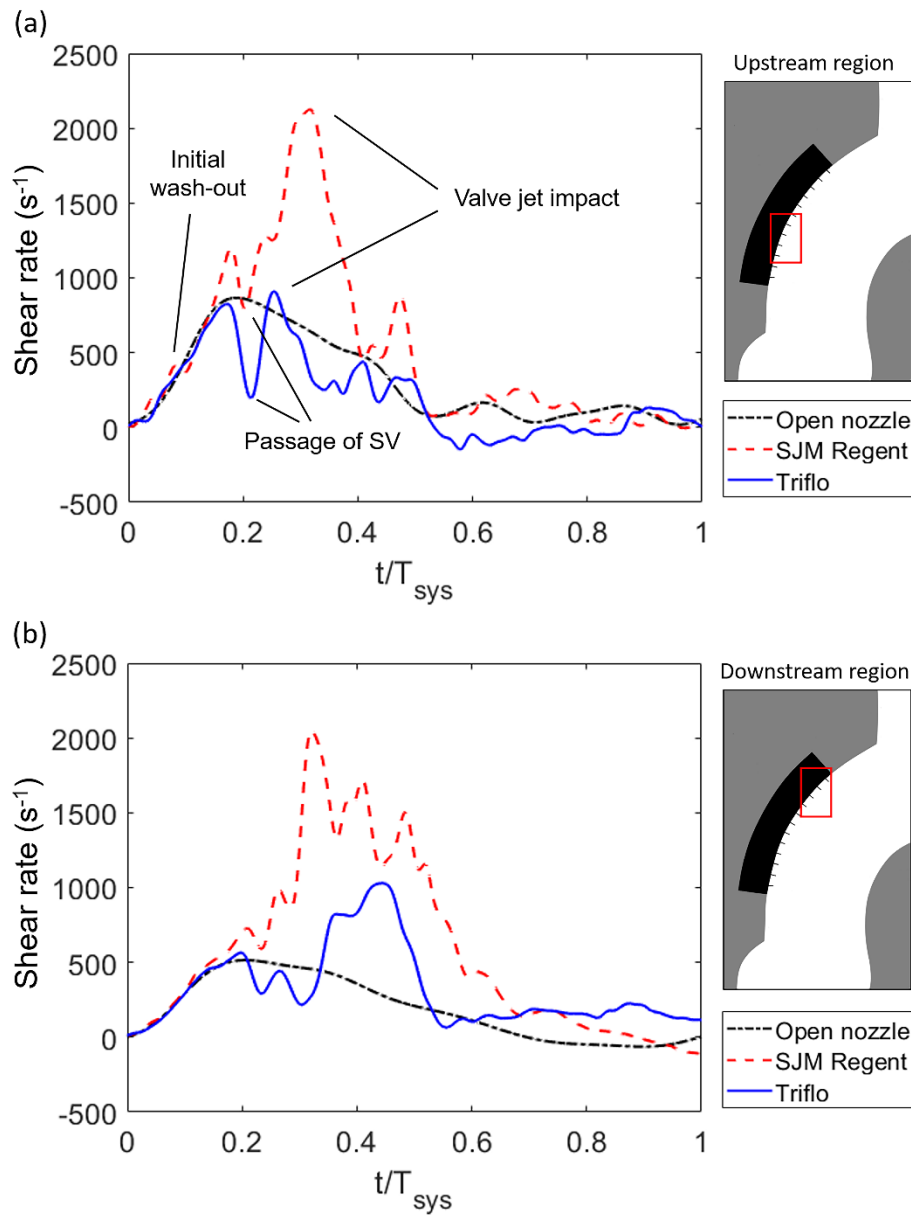 (a)
Upstream region
2500
2000
1500
1000
500
0
-500
Shear rate (s⁻¹)
Initial
wash-out
Valve jet impact
Passage of SV
0 0.2 0.4 0.6 0.8 1
t/T_sys
Open nozzle
SJM Regent
Triflo
(b)
Downstream region
2500
2000
1500
1000
500
0
-500
Shear rate (s⁻¹)
0 0.2 0.4 0.6 0.8 1
t/T_sys
Open nozzle
SJM Regent
Triflo